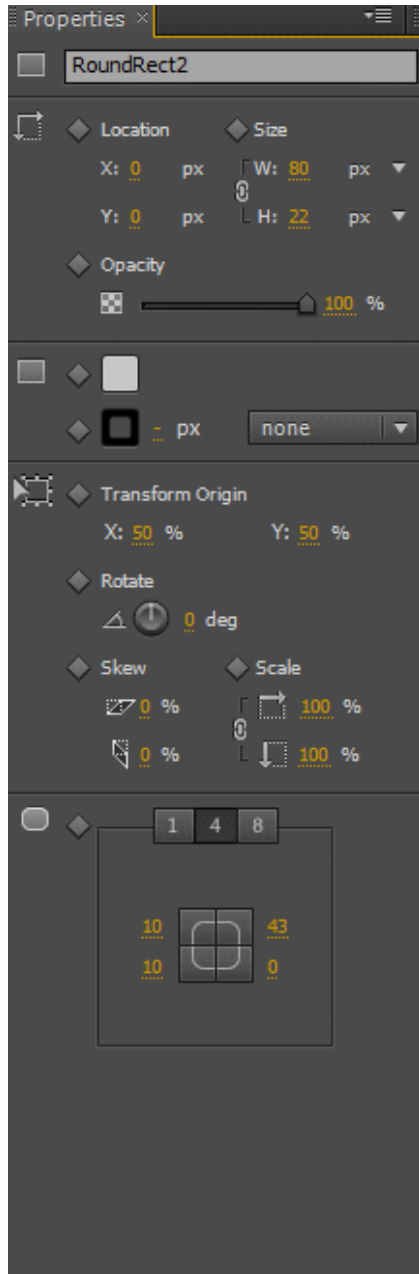 Properties ×
RoundRect2
Location Size
X: 0 px W: 80 px
Y: 0 px H: 22 px
Opacity
100 %
- px none
Transform Origin
X: 50 % Y: 50 %
Rotate
0 deg
Skew Scale
0 % 100 %
0 % 100 %
1 4 8
10 43
10 0